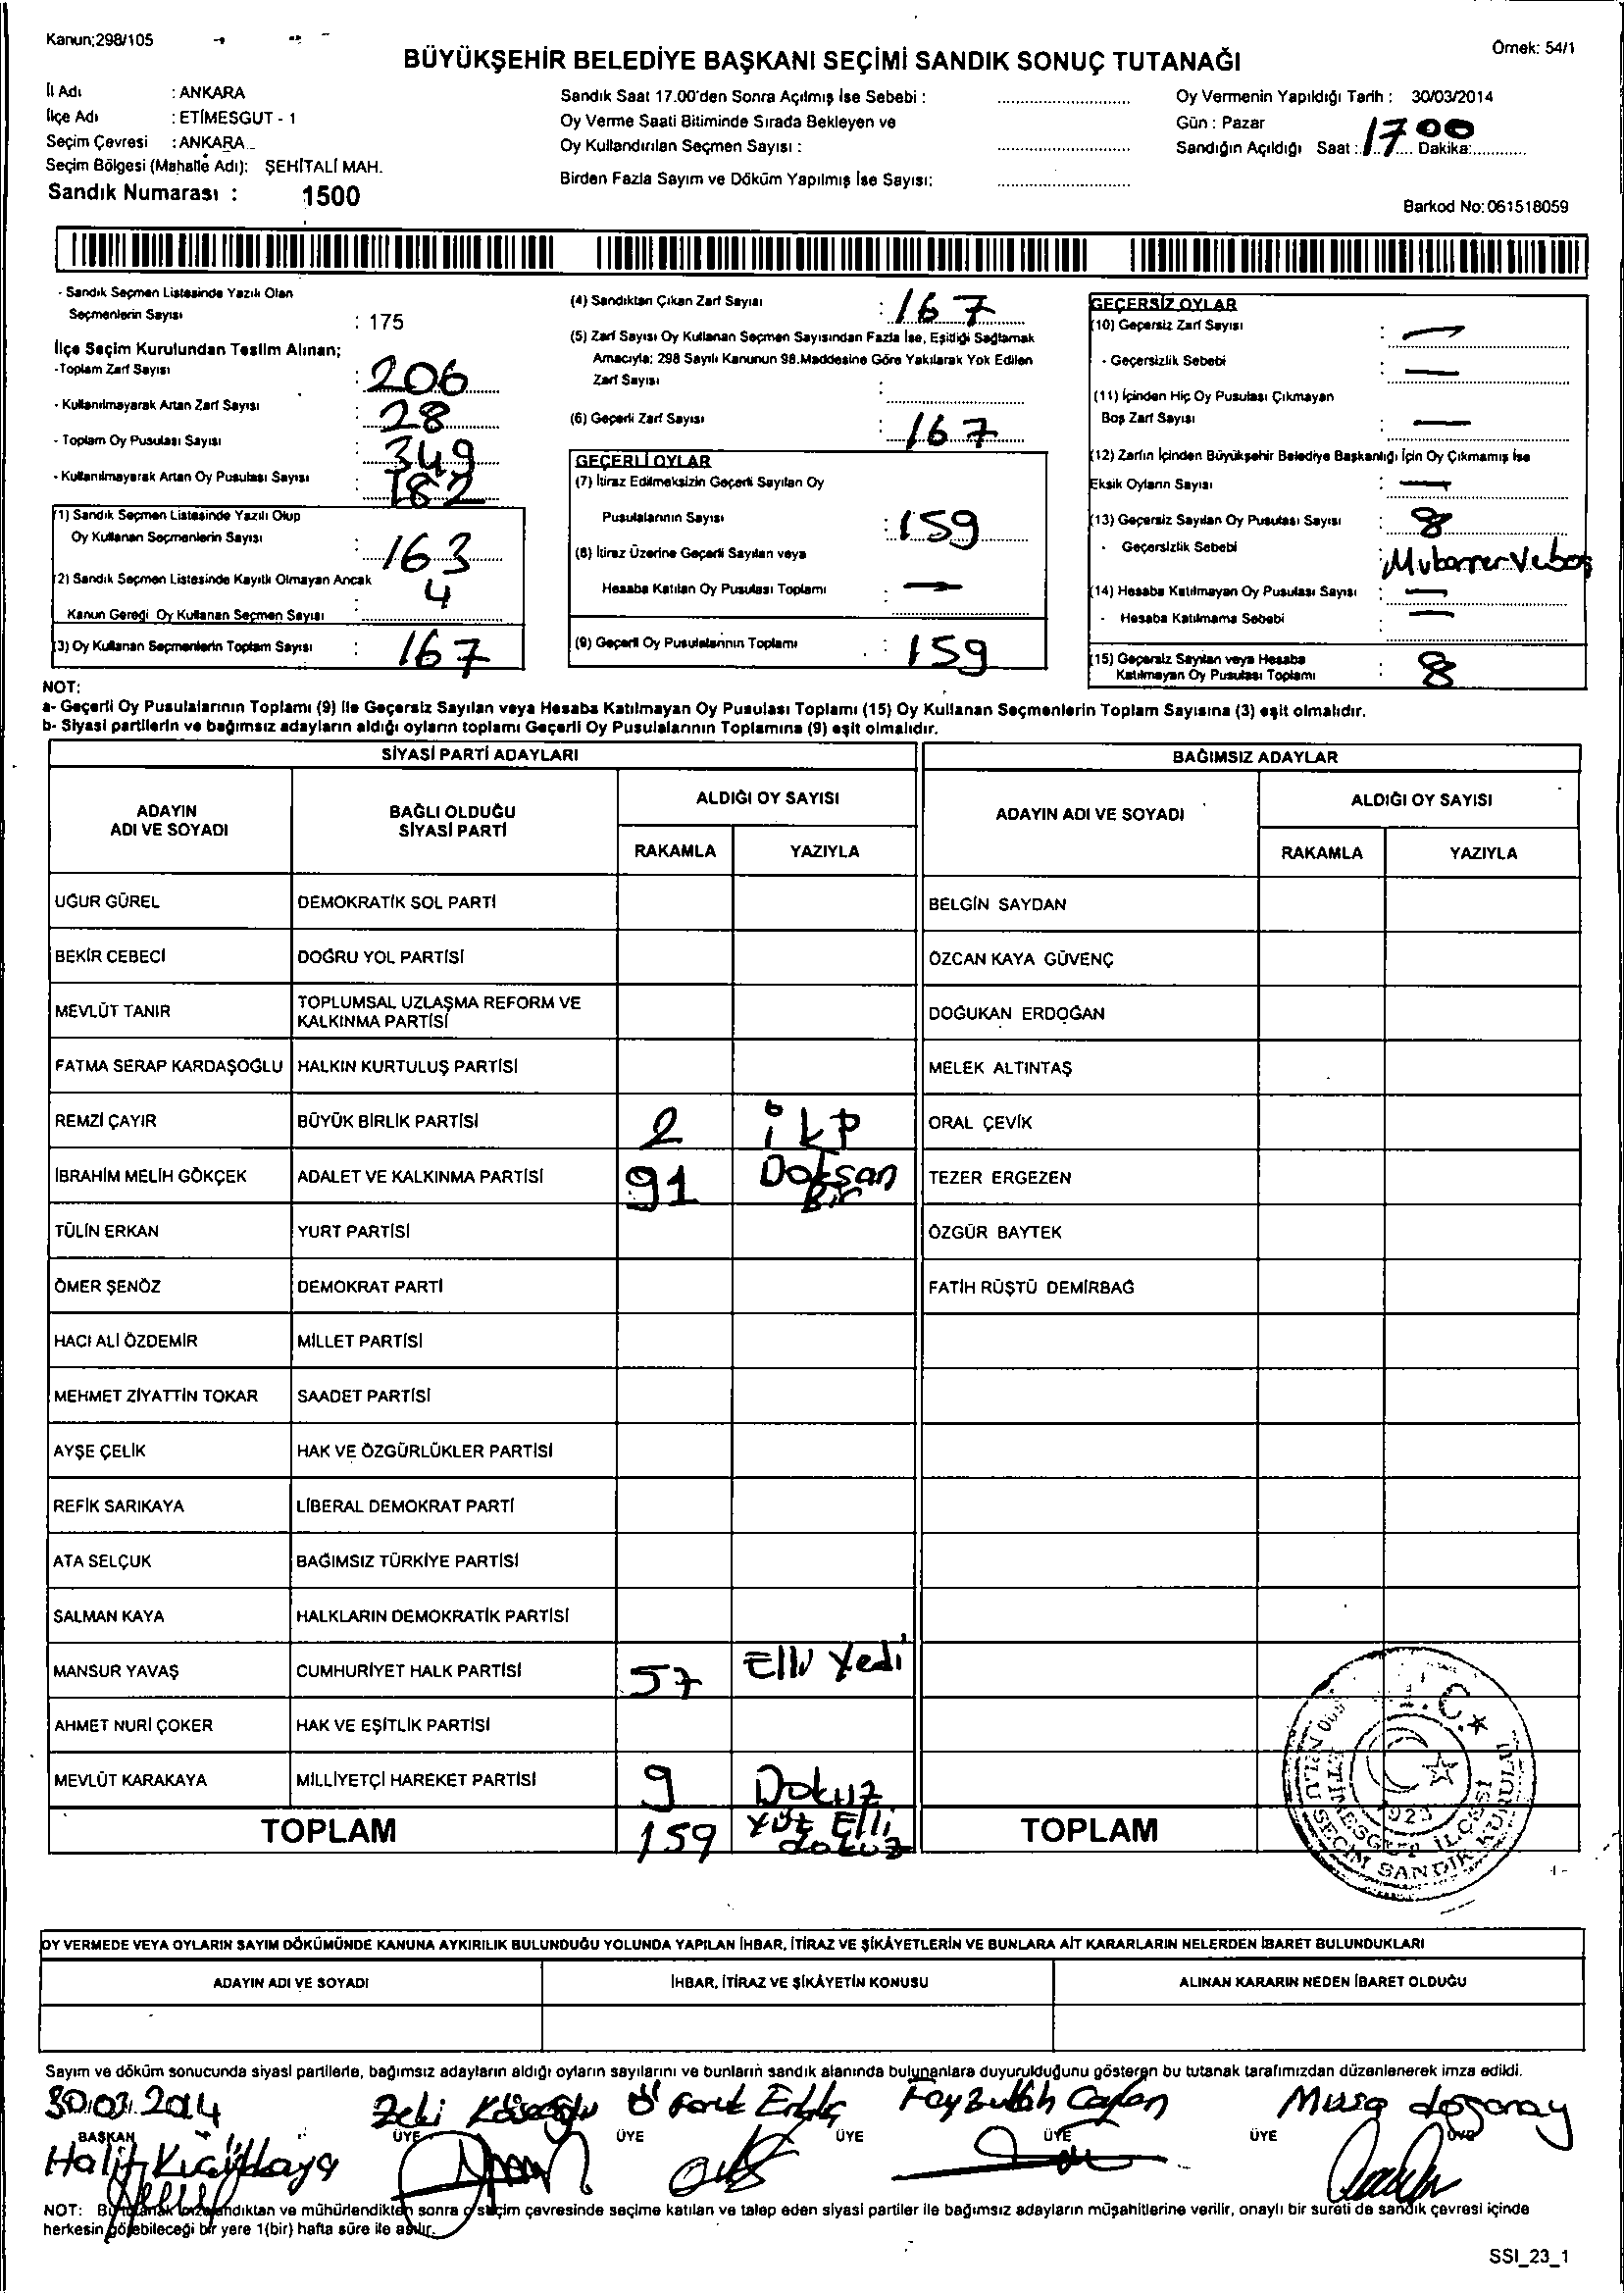 Kanun;298/105
Örnek: 54/1
BÜYÜKŞEHİR BELEDİYE BAŞKANI SEÇİMİ SANDIK SONUÇ TUTANAĞI
İl Adı : ANKARA
İlçe Adı : ETİMESGUT - 1
Seçim Çevresi : ANKARA
Seçim Bölgesi (Mahalle Adı): ŞEHİTALİ MAH.
Sandık Numarası : 1500
Sandık Saat 17.00'den Sonra Açılmış İse Sebebi :
Oy Verme Saati Bitiminde Sırada Bekleyen ve
Oy Kullandırılan Seçmen Sayısı :
Birden Fazla Sayım ve Döküm Yapılmış İse Sayısı:
Oy Vermenin Yapıldığı Tarih : 30/03/2014
Gün : Pazar
Sandığın Açıldığı Saat : 17 Dakika: 00
Barkod No: 061518059
- Sandık Seçmen Listesinde Yazılı Olan
Seçmenlerin Sayısı : 175
İlçe Seçim Kurulundan Teslim Alınan;
-Toplam Zarf Sayısı : 206
- Kullanılmayarak Artan Zarf Sayısı : 28
- Toplam Oy Pusulası Sayısı : 349
- Kullanılmayarak Artan Oy Pusulası Sayısı : 182
(1) Sandık Seçmen Listesinde Yazılı Olup
Oy Kullanan Seçmenlerin Sayısı : 163
(2) Sandık Seçmen Listesinde Kayıtlı Olmayan Ancak
Kanun Gereği Oy Kullanan Seçmen Sayısı : 4
(3) Oy Kullanan Seçmenlerin Toplam Sayısı : 167
(4) Sandıktan Çıkan Zarf Sayısı : 167
(5) Zarf Sayısı Oy Kullanan Seçmen Sayısından Fazla İse, Eşitliği Sağlamak
Amacıyla; 298 Sayılı Kanunun 98.Maddesine Göre Yakılarak Yok Edilen
Zarf Sayısı :
(6) Geçerli Zarf Sayısı : 167
GEÇERLİ OYLAR
(7) İtiraz Edilmeksizin Geçerli Sayılan Oy
Pusulalarının Sayısı : 159
(8) İtiraz Üzerine Geçerli Sayılan veya
Hesaba Katılan Oy Pusulası Toplamı : —
(9) Geçerli Oy Pusulalarının Toplamı : 159
GEÇERSİZ OYLAR
(10) Geçersiz Zarf Sayısı : —
- Geçersizlik Sebebi : —
(11) İçinden Hiç Oy Pusulası Çıkmayan
Boş Zarf Sayısı : —
(12) Zarfın İçinden Büyükşehir Belediye Başkanlığı İçin Oy Çıkmamış İse
Eksik Oyların Sayısı : —
(13) Geçersiz Sayılan Oy Pusulası Sayısı : 8
- Geçersizlik Sebebi :
(14) Hesaba Katılmayan Oy Pusulası Sayısı : —
- Hesaba Katılmama Sebebi : —
(15) Geçersiz Sayılan veya Hesaba
Katılmayan Oy Pusulası Toplamı : 8
NOT:
a- Geçerli Oy Pusulalarının Toplamı (9) ile Geçersiz Sayılan veya Hesaba Katılmayan Oy Pusulası Toplamı (15) Oy Kullanan Seçmenlerin Toplam Sayısına (3) eşit olmalıdır.
b- Siyasi partilerin ve bağımsız adayların aldığı oyların toplamı Geçerli Oy Pusulalarının Toplamına (9) eşit olmalıdır.
SİYASİ PARTİ ADAYLARI
BAĞIMSIZ ADAYLAR
ADAYIN
ADI VE SOYADI
BAĞLI OLDUĞU
SİYASİ PARTİ
ALDIĞI OY SAYISI
RAKAMLA YAZIYLA
ADAYIN ADI VE SOYADI
ALDIĞI OY SAYISI
RAKAMLA YAZIYLA
UĞUR GÜREL DEMOKRATİK SOL PARTİ BELGİN SAYDAN
BEKİR CEBECİ DOĞRU YOL PARTİSİ ÖZCAN KAYA GÜVENÇ
MEVLÜT TANIR TOPLUMSAL UZLAŞMA REFORM VE
KALKINMA PARTİSİ DOĞUKAN ERDOĞAN
FATMA SERAP KARDAŞOĞLU HALKIN KURTULUŞ PARTİSİ MELEK ALTINTAŞ
REMZİ ÇAYIR BÜYÜK BİRLİK PARTİSİ 2 ORAL ÇEVİK
İBRAHİM MELİH GÖKÇEK ADALET VE KALKINMA PARTİSİ 91 Doksan Bir TEZER ERGEZEN
TÜLİN ERKAN YURT PARTİSİ ÖZGÜR BAYTEK
ÖMER ŞENÖZ DEMOKRAT PARTİ FATİH RÜŞTÜ DEMİRBAĞ
HACI ALİ ÖZDEMİR MİLLET PARTİSİ
MEHMET ZİYATTİN TOKAR SAADET PARTİSİ
AYŞE ÇELİK HAK VE ÖZGÜRLÜKLER PARTİSİ
REFİK SARIKAYA LİBERAL DEMOKRAT PARTİ
ATA SELÇUK BAĞIMSIZ TÜRKİYE PARTİSİ
SALMAN KAYA HALKLARIN DEMOKRATİK PARTİSİ
MANSUR YAVAŞ CUMHURİYET HALK PARTİSİ 57 Elli Yedi
AHMET NURİ ÇOKER HAK VE EŞİTLİK PARTİSİ
MEVLÜT KARAKAYA MİLLİYETÇİ HAREKET PARTİSİ 9 Dokuz
TOPLAM 159 Yüz Elli dokuz TOPLAM
T.C.
1923
ETİMESGUT İLÇESİ
SEÇİM SANDIK KURULU
OY VERMEDE VEYA OYLARIN SAYIM DÖKÜMÜNDE KANUNA AYKIRILIK BULUNDUĞU YOLUNDA YAPILAN İHBAR, İTİRAZ VE ŞİKÂYETLERİN VE BUNLARA AİT KARARLARIN NELERDEN İBARET BULUNDUKLARI
ADAYIN ADI VE SOYADI İHBAR, İTİRAZ VE ŞİKÂYETİN KONUSU ALINAN KARARIN NEDEN İBARET OLDUĞU
Sayım ve döküm sonucunda siyasi partilerle, bağımsız adayların aldığı oyların sayılarını ve bunların sandık alanında bulunanlara duyurulduğunu gösteren bu tutanak tarafımızdan düzenlenerek imza edildi.
30.03.2014 Zeki Feyzullah Musa
BAŞKAN ÜYE ÜYE ÜYE ÜYE ÜYE ÜYE
Halit
NOT: Bu tutanak imzalandıktan ve mühürlendikten sonra o seçim çevresinde seçime katılan ve talep eden siyasi partiler ile bağımsız adayların müşahitlerine verilir, onaylı bir sureti de sandık çevresi içinde
herkesin görebileceği bir yere 1(bir) hafta süre ile asılır.
SSI_23_1